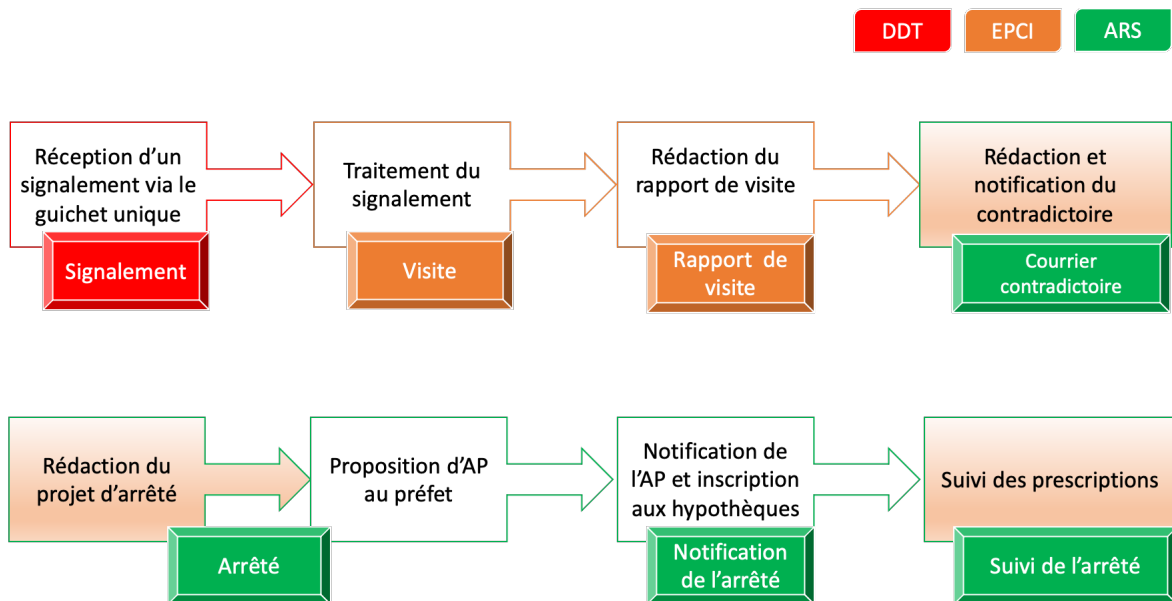 DDT
EPCI
ARS
Réception d'un
signalement via le
guichet unique
Signalement
Traitement du
signalement
Visite
Rédaction du
rapport de visite
Rapport de
visite
Rédaction et
notification du
contradictoire
Courrier
contradictoire
Rédaction du
projet d'arrêté
Arrêté
Proposition d'AP
au préfet
Notification de
l'AP et inscription
aux hypothèques
Notification
de l'arrêté
Suivi des prescriptions
Suivi de l'arrêté